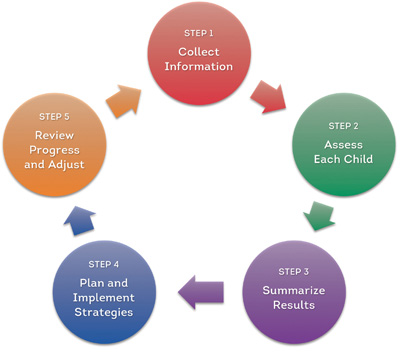 STEP 1
Collect
Information
STEP 2
Assess
Each Child
STEP 3
Summarize
Results
STEP 4
Plan and
Implement
Strategies
STEP 5
Review
Progress
and Adjust